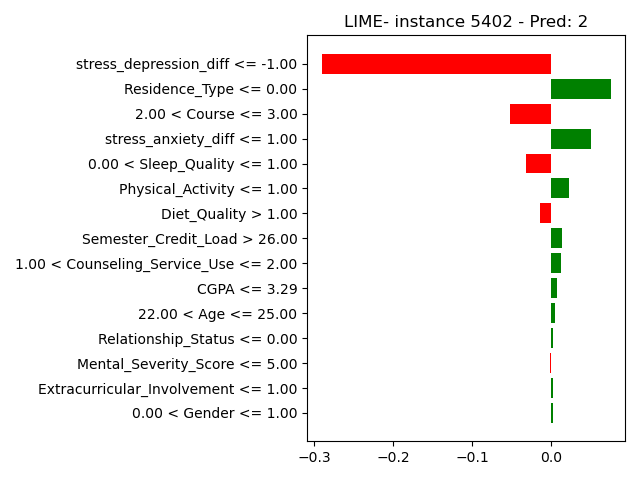 LIME- instance 5402 - Pred: 2
stress_depression_diff <= -1.00
Residence_Type <= 0.00
2.00 < Course <= 3.00
stress_anxiety_diff <= 1.00
0.00 < Sleep_Quality <= 1.00
Physical_Activity <= 1.00
Diet_Quality > 1.00
Semester_Credit_Load > 26.00
1.00 < Counseling_Service_Use <= 2.00
CGPA <= 3.29
22.00 < Age <= 25.00
Relationship_Status <= 0.00
Mental_Severity_Score <= 5.00
Extracurricular_Involvement <= 1.00
0.00 < Gender <= 1.00
−0.3 −0.2 −0.1 0.0